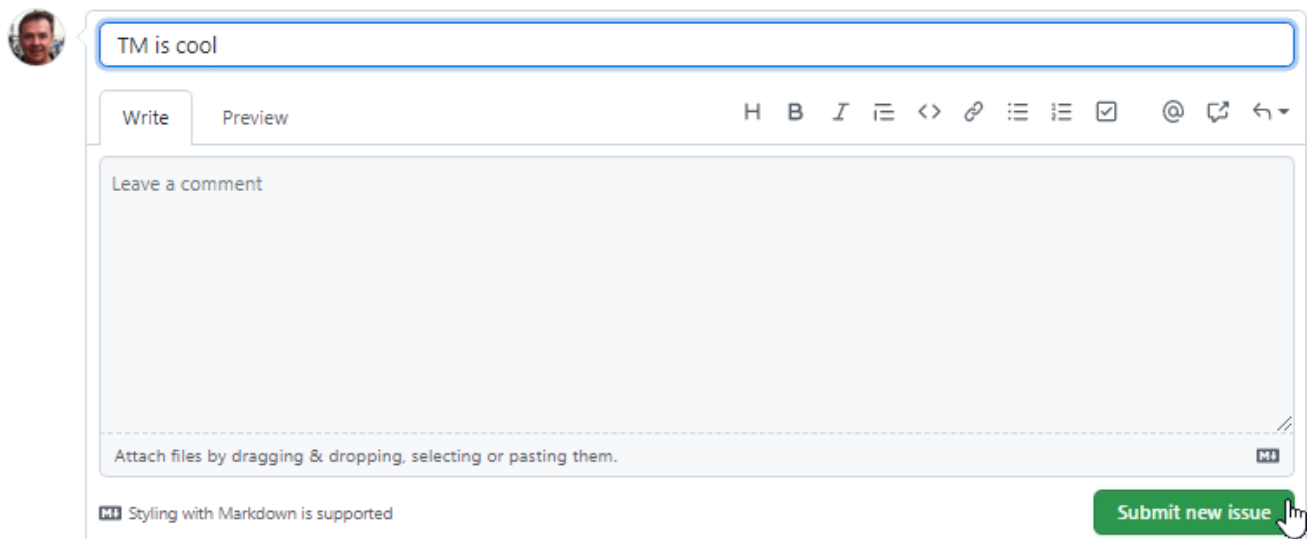 TM is cool
Write Preview H B I <> @
Leave a comment
Attach files by dragging & dropping, selecting or pasting them. M↓
M↓ Styling with Markdown is supported
Submit new issue